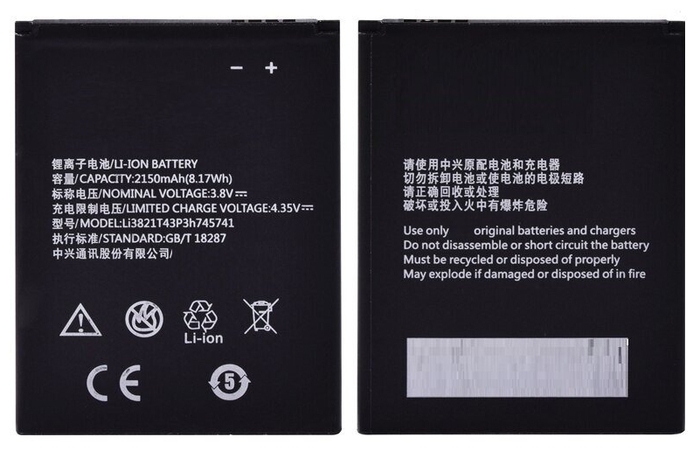 − +
锂离子电池/LI-ION BATTERY
容量/CAPACITY:2150mAh(8.17Wh)
标称电压/NOMINAL VOLTAGE:3.8V⎓
充电限制电压/LIMITED CHARGE VOLTAGE:4.35V⎓
型号/MODEL:Li3821T43P3h745741
执行标准/STANDARD:GB/T 18287
中兴通讯股份有限公司/
Li-ion
CE
5
请使用中兴原配电池和充电器
切勿拆卸电池或使电池的电极短路
请正确回收或处理
破坏或投入火中有爆炸危险
Use only original batteries and chargers
Do not disassemble or short circuit the battery
Must be recycled or disposed of properly
May explode if damaged or disposed of in fire